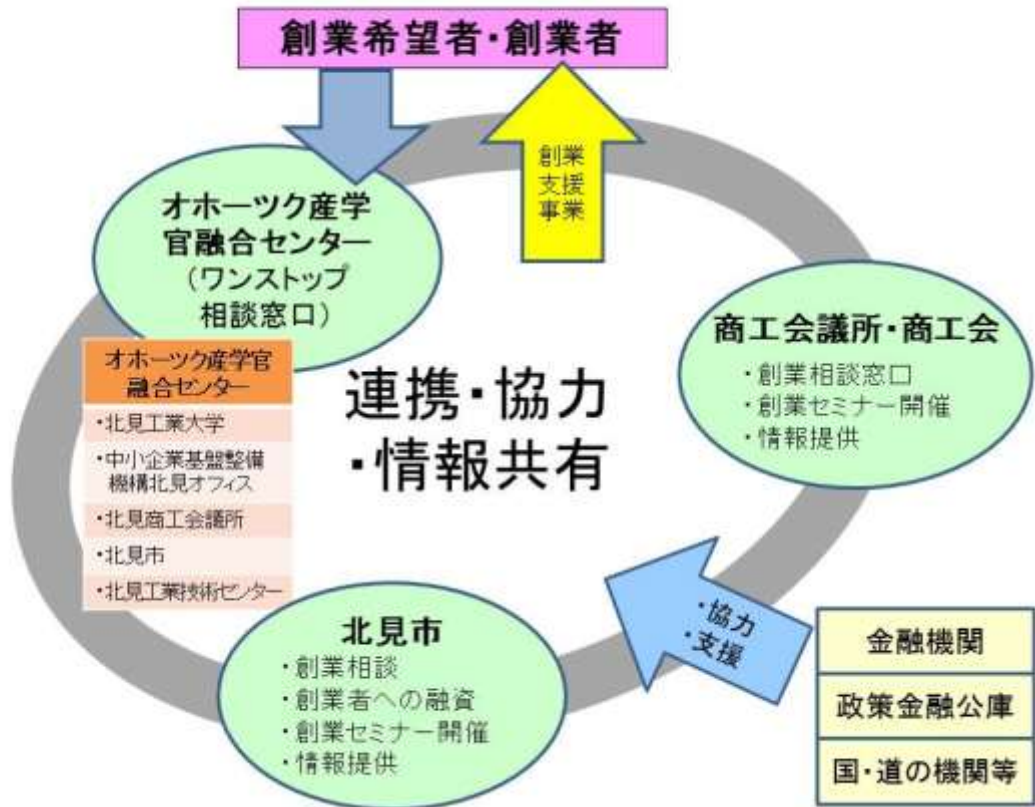 創業希望者・創業者
創業
支援
事業
オホーツク産学
官融合センター
（ワンストップ
相談窓口）
オホーツク産学官
融合センター
・北見工業大学
・中小企業基盤整備
機構北見オフィス
・北見商工会議所
・北見市
・北見工業技術センター
連携・協力
・情報共有
商工会議所・商工会
・創業相談窓口
・創業セミナー開催
・情報提供
北見市
・創業相談
・創業者への融資
・創業セミナー開催
・情報提供
・協力
・支援
金融機関
政策金融公庫
国・道の機関等